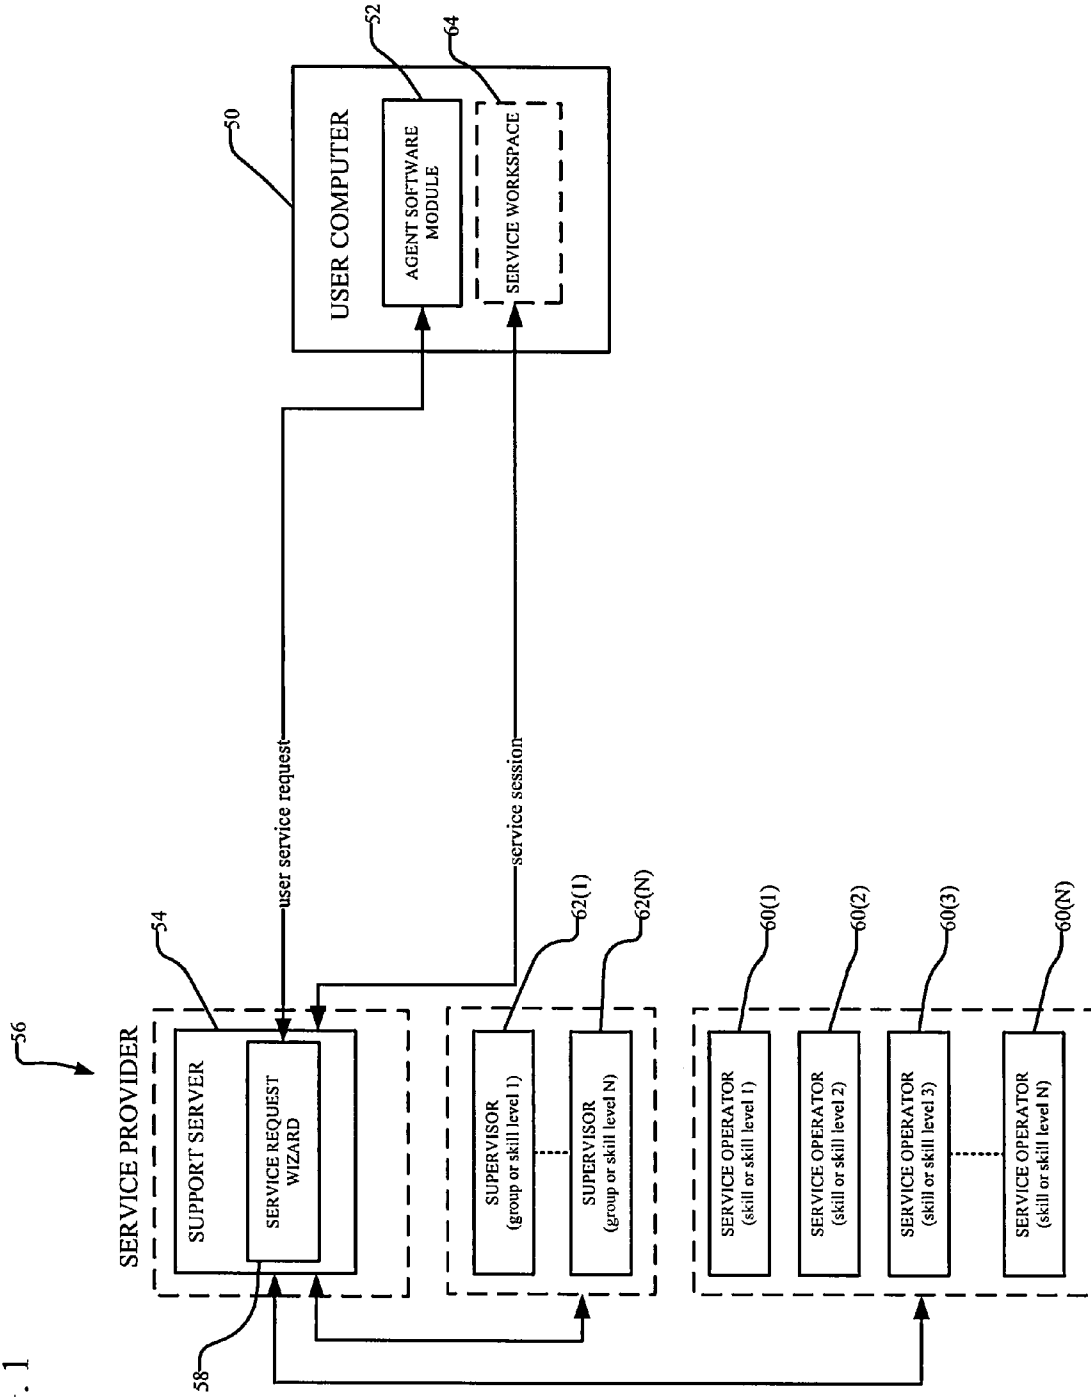 . 1
56
SERVICE PROVIDER
54
SUPPORT SERVER
SERVICE REQUEST
WIZARD
58
user service request
service session
50
USER COMPUTER
52
AGENT SOFTWARE
MODULE
64
SERVICE WORKSPACE
62(1)
SUPERVISOR
(group or skill level 1)
62(N)
SUPERVISOR
(group or skill level N)
60(1)
SERVICE OPERATOR
(skill or skill level 1)
60(2)
SERVICE OPERATOR
(skill or skill level 2)
60(3)
SERVICE OPERATOR
(skill or skill level 3)
60(N)
SERVICE OPERATOR
(skill or skill level N)